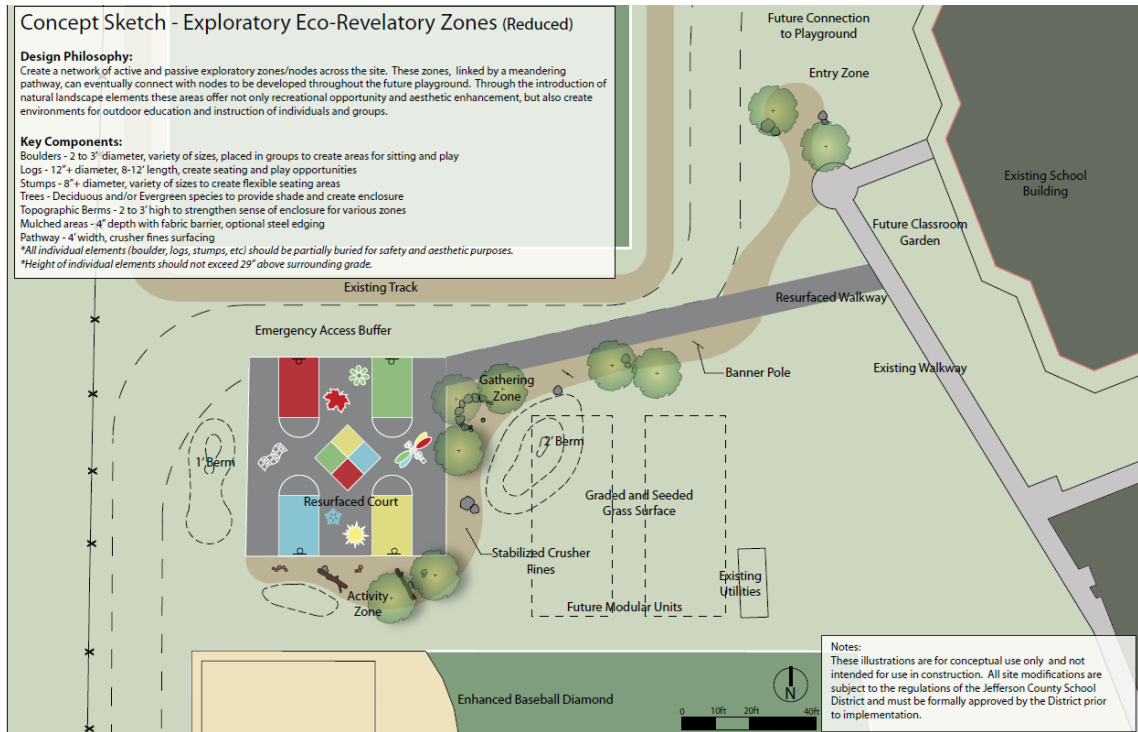 Concept Sketch - Exploratory Eco-Revelatory Zones (Reduced)
Design Philosophy:
Create a network of active and passive exploratory zones/nodes across the site. These zones, linked by a meandering
pathway, can eventually connect with nodes to be developed throughout the future playground. Through the introduction of
natural landscape elements these areas offer not only recreational opportunity and aesthetic enhancement, but also create
environments for outdoor education and instruction of individuals and groups.
Key Components:
Boulders - 2 to 3' diameter, variety of sizes, placed in groups to create areas for sitting and play
Logs - 12"+ diameter, 8-12' length, create seating and play opportunities
Stumps - 8"+ diameter, variety of sizes to create flexible seating areas
Trees - Deciduous and/or Evergreen species to provide shade and create enclosure
Topographic Berms - 2 to 3' high to strengthen sense of enclosure for various zones
Mulched areas - 4" depth with fabric barrier, optional steel edging
Pathway - 4' width, crusher fines surfacing
*All individual elements (boulder, logs, stumps, etc) should be partially buried for safety and aesthetic purposes.
*Height of individual elements should not exceed 29" above surrounding grade.
Future Connection
to Playground
Entry Zone
Existing School
Building
Future Classroom
Garden
Existing Track
Resurfaced Walkway
Emergency Access Buffer
Existing Walkway
Banner Pole
Gathering
Zone
1' Berm
2' Berm
Resurfaced Court
Graded and Seeded
Grass Surface
Stabilized Crusher
Fines
Existing
Utilities
Activity
Zone
Future Modular Units
Enhanced Baseball Diamond
N
0 10ft 20ft 40ft
Notes:
These illustrations are for conceptual use only and not
intended for use in construction. All site modifications are
subject to the regulations of the Jefferson County School
District and must be formally approved by the District prior
to implementation.